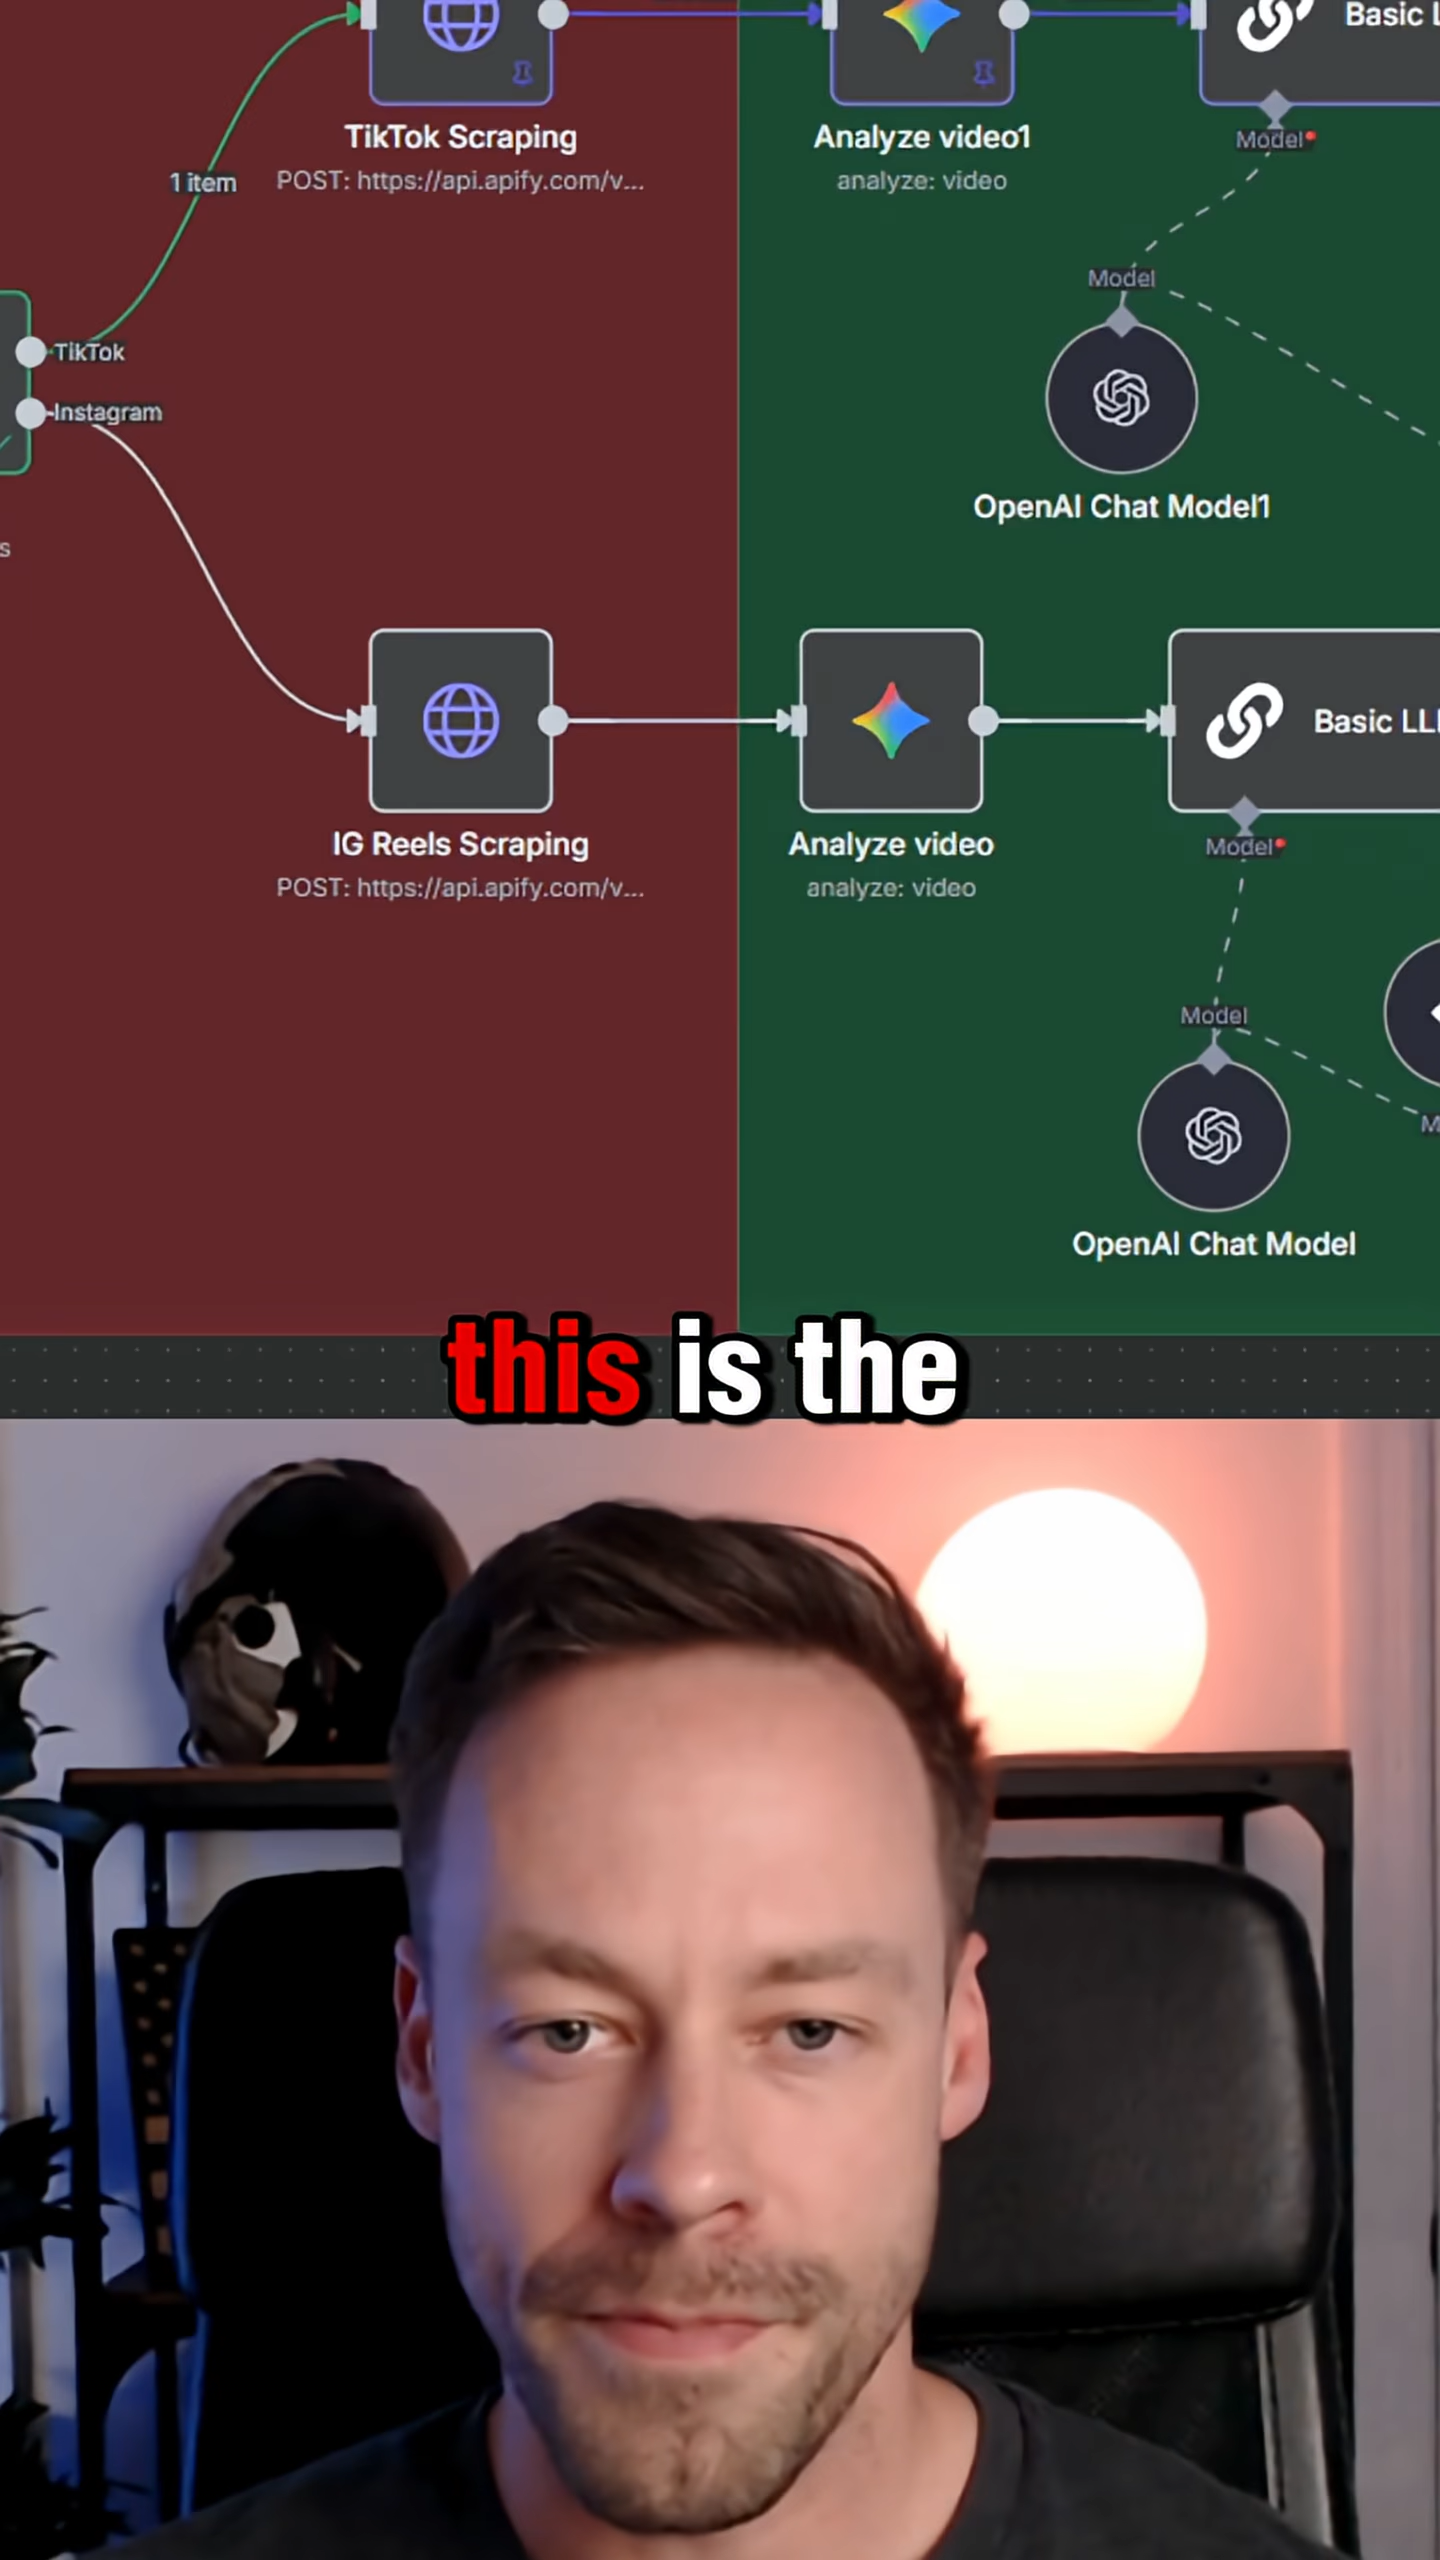 Basic L
TikTok Scraping
POST: https://api.apify.com/v...
Analyze video1
analyze: video
Model
1 item
Model
TikTok
Instagram
OpenAI Chat Model1
s
Basic LL
IG Reels Scraping
POST: https://api.apify.com/v...
Analyze video
analyze: video
Model
Model
M
OpenAI Chat Model
this is the